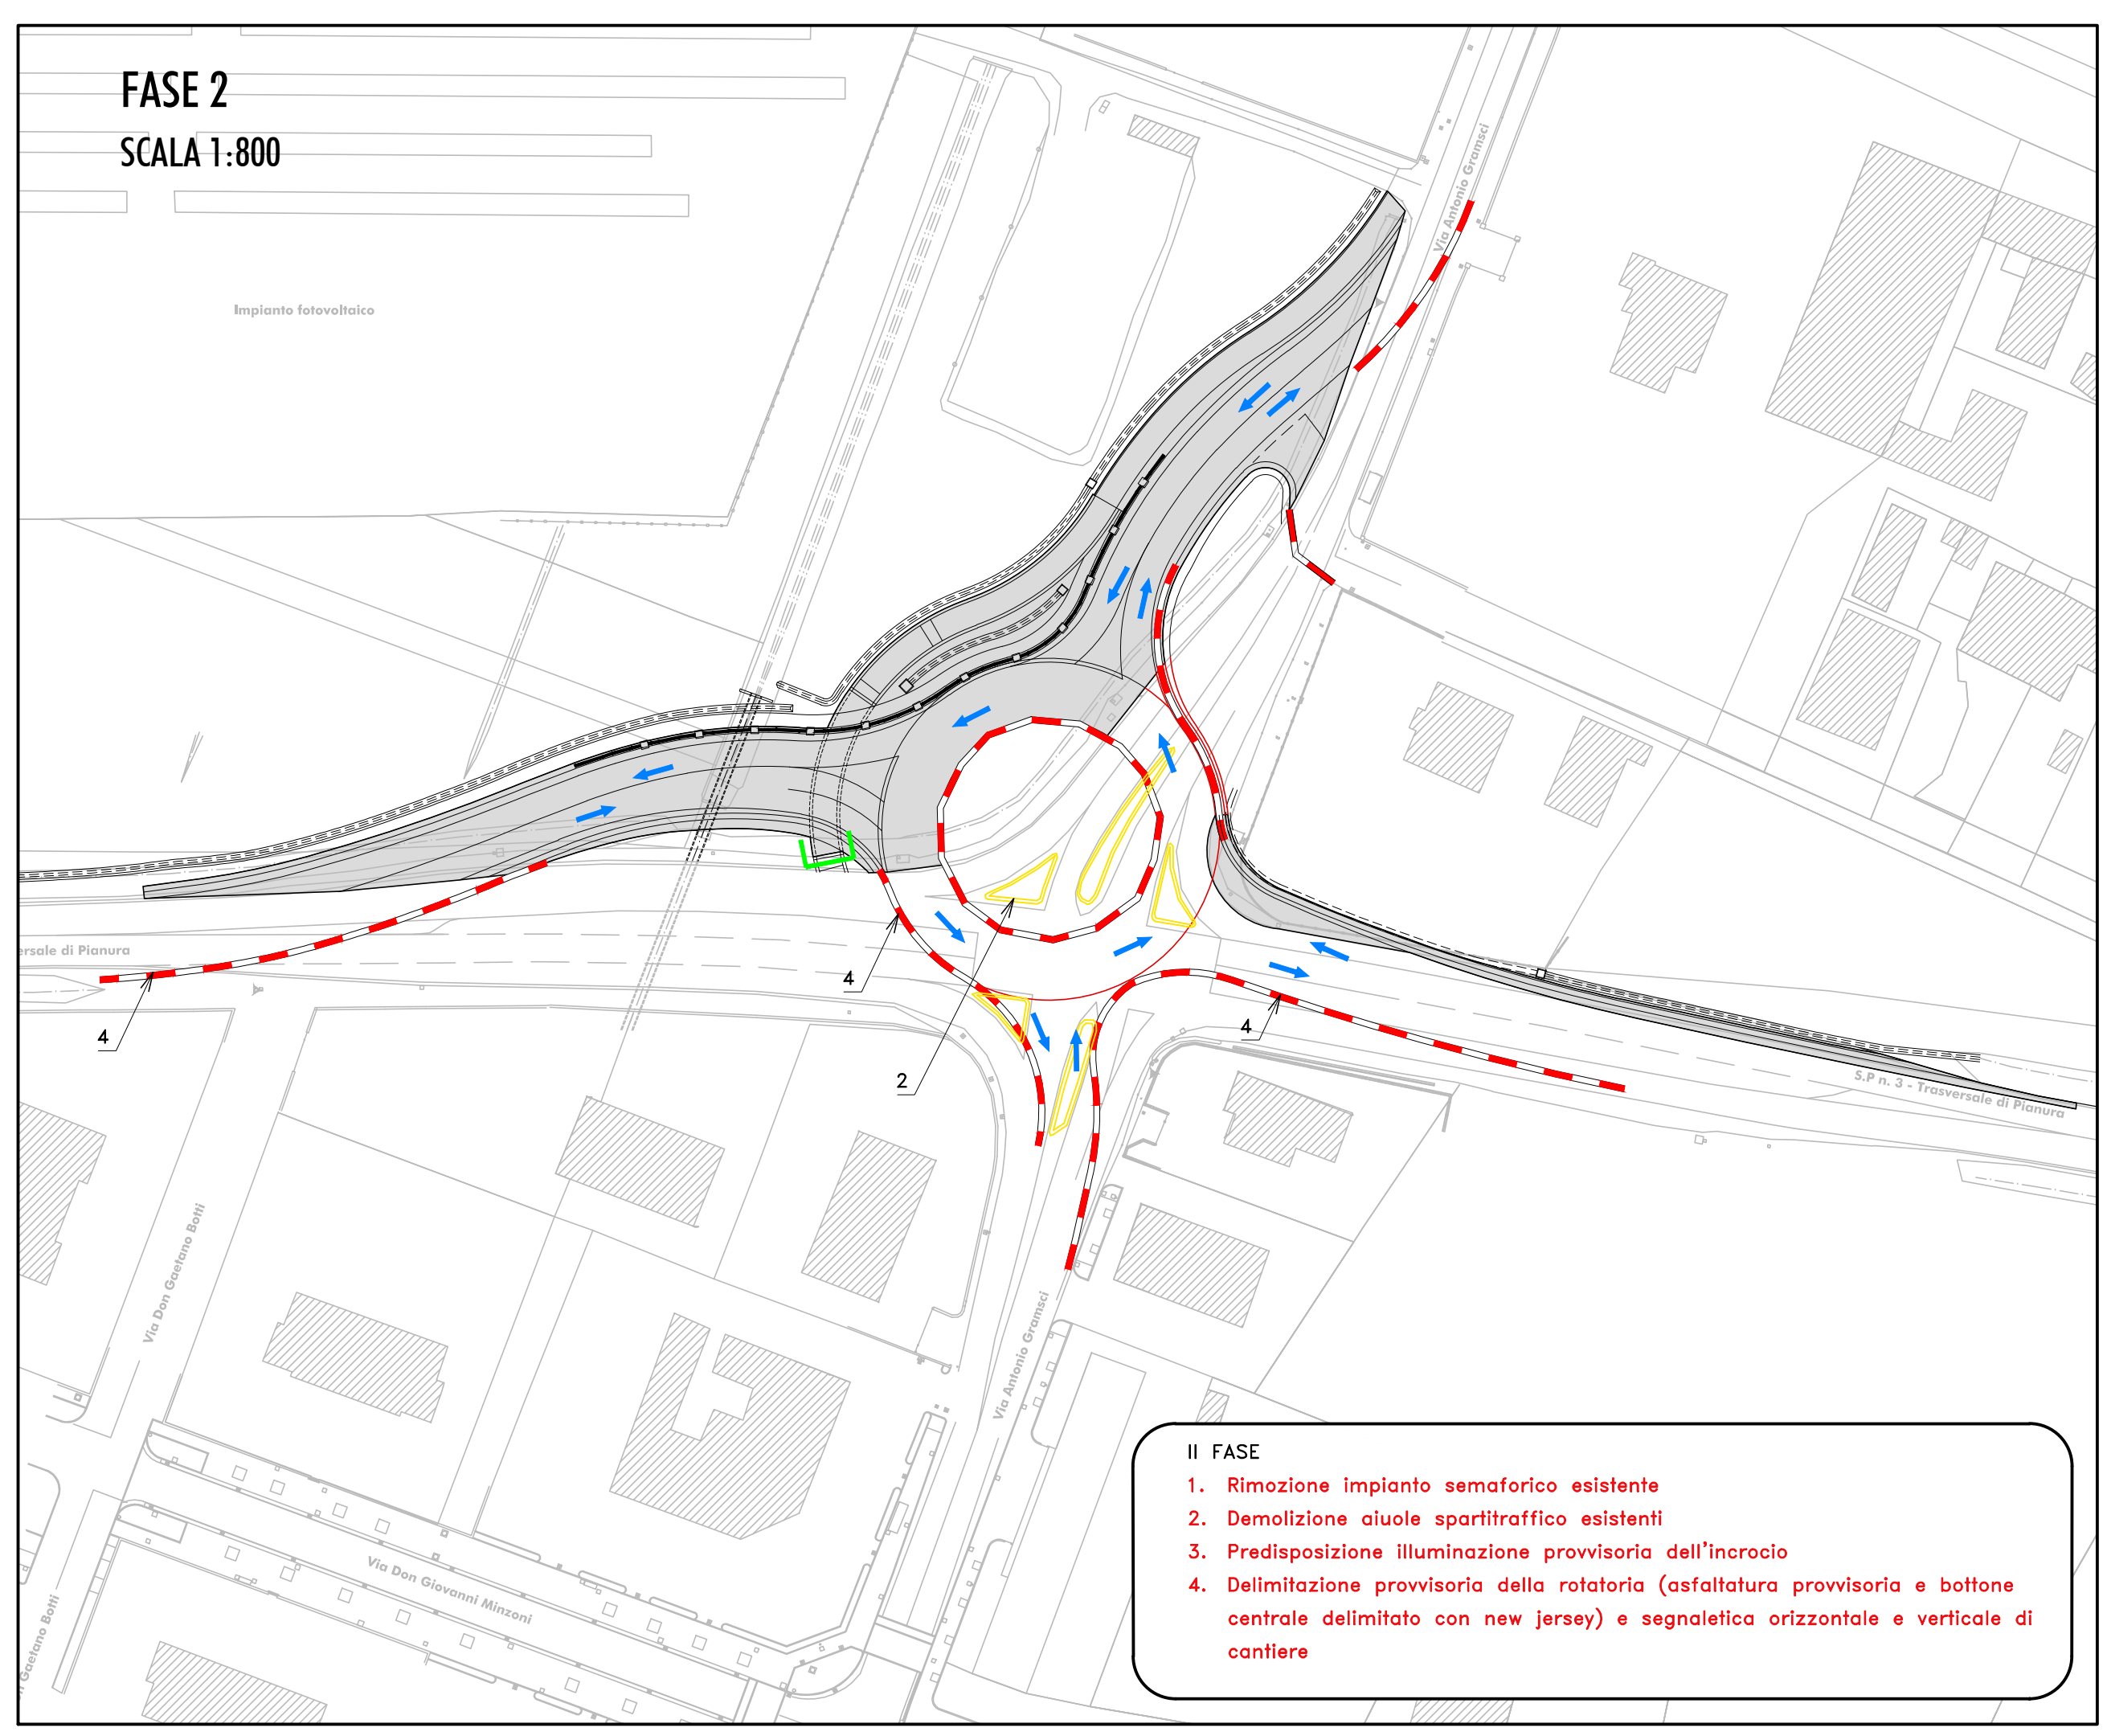 FASE 2
SCALA 1:800
Via Antonio Gramsci
Impianto fotovoltaico
ersale di Pianura
4
4
4
2
S.P n. 3 - Trasversale di Pianura
Via Don Gaetano Botti
Via Antonio Gramsci
Via Don Giovanni Minzoni
Gaetano Botti
II FASE
1. Rimozione impianto semaforico esistente
2. Demolizione aiuole spartitraffico esistenti
3. Predisposizione illuminazione provvisoria dell'incrocio
4. Delimitazione provvisoria della rotatoria (asfaltatura provvisoria e bottone
centrale delimitato con new jersey) e segnaletica orizzontale e verticale di
cantiere